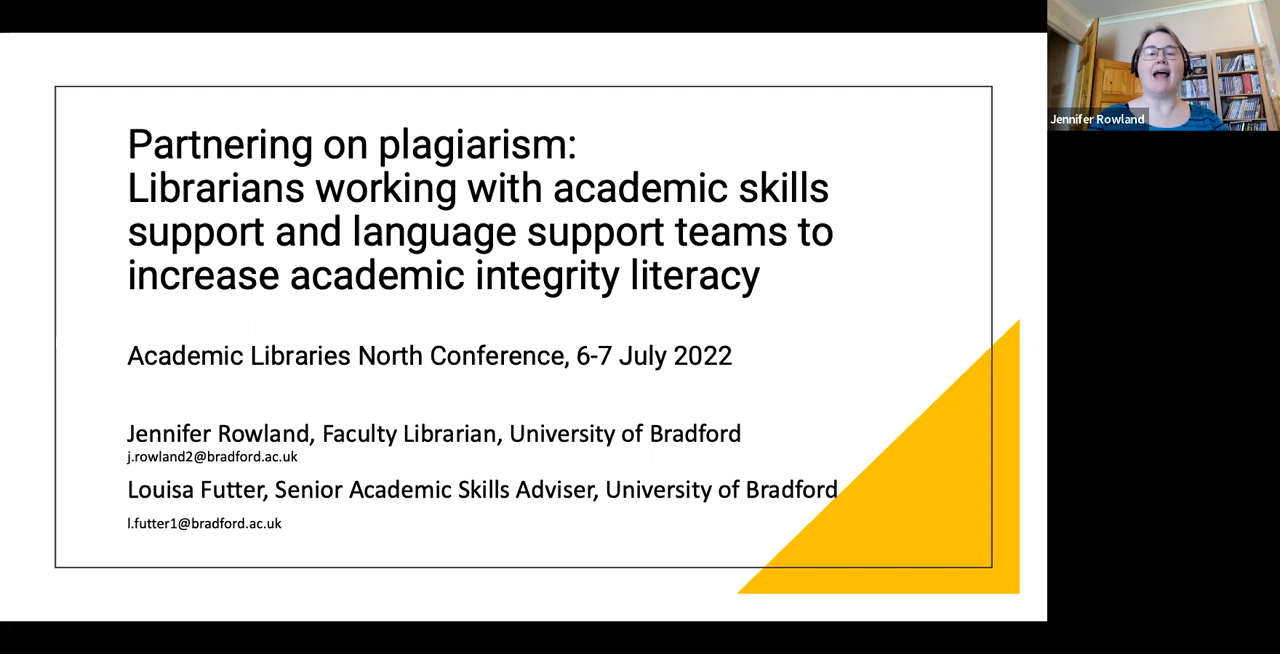 Partnering on plagiarism:
Librarians working with academic skills
support and language support teams to
increase academic integrity literacy
Academic Libraries North Conference, 6-7 July 2022
Jennifer Rowland, Faculty Librarian, University of Bradford
j.rowland2@bradford.ac.uk
Louisa Futter, Senior Academic Skills Adviser, University of Bradford
l.futter1@bradford.ac.uk
Jennifer Rowland